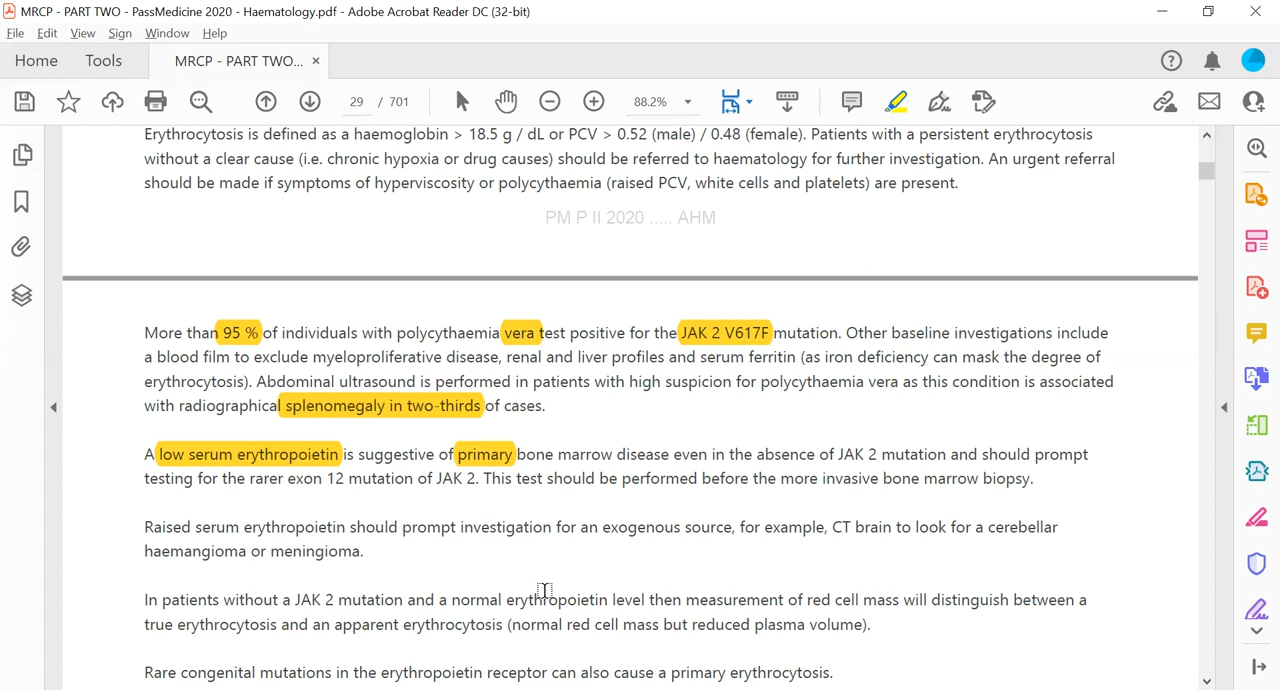 MRCP - PART TWO - PassMedicine 2020 - Haematology.pdf - Adobe Acrobat Reader DC (32-bit)
File Edit View Sign Window Help
Home Tools MRCP - PART TWO... ×
29 / 701 88.2%
Erythrocytosis is defined as a haemoglobin > 18.5 g / dL or PCV > 0.52 (male) / 0.48 (female). Patients with a persistent erythrocytosis
without a clear cause (i.e. chronic hypoxia or drug causes) should be referred to haematology for further investigation. An urgent referral
should be made if symptoms of hyperviscosity or polycythaemia (raised PCV, white cells and platelets) are present.
PM P II 2020 ..... AHM
More than 95 % of individuals with polycythaemia vera test positive for the JAK 2 V617F mutation. Other baseline investigations include
a blood film to exclude myeloproliferative disease, renal and liver profiles and serum ferritin (as iron deficiency can mask the degree of
erythrocytosis). Abdominal ultrasound is performed in patients with high suspicion for polycythaemia vera as this condition is associated
with radiographical splenomegaly in two-thirds of cases.
A low serum erythropoietin is suggestive of primary bone marrow disease even in the absence of JAK 2 mutation and should prompt
testing for the rarer exon 12 mutation of JAK 2. This test should be performed before the more invasive bone marrow biopsy.
Raised serum erythropoietin should prompt investigation for an exogenous source, for example, CT brain to look for a cerebellar
haemangioma or meningioma.
In patients without a JAK 2 mutation and a normal erythropoietin level then measurement of red cell mass will distinguish between a
true erythrocytosis and an apparent erythrocytosis (normal red cell mass but reduced plasma volume).
Rare congenital mutations in the erythropoietin receptor can also cause a primary erythrocytosis.